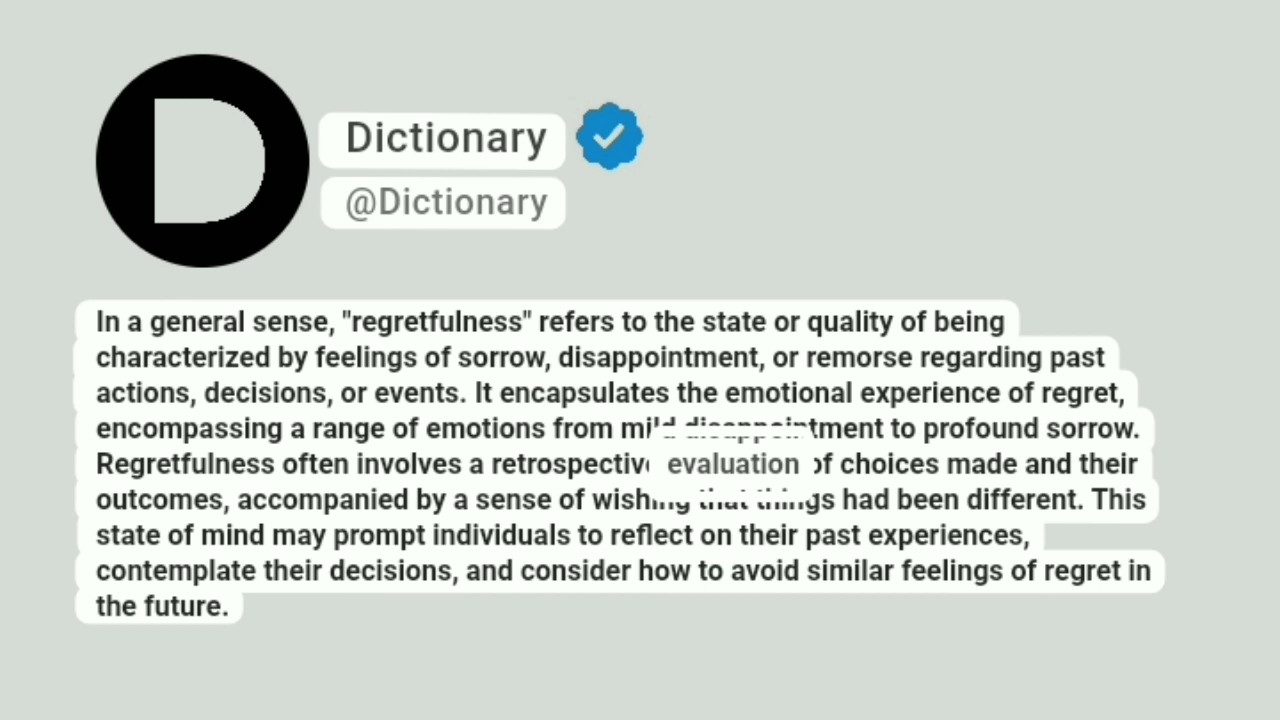 D
Dictionary
@Dictionary
In a general sense, "regretfulness" refers to the state or quality of being
characterized by feelings of sorrow, disappointment, or remorse regarding past
actions, decisions, or events. It encapsulates the emotional experience of regret,
encompassing a range of emotions from mild disappointment to profound sorrow.
Regretfulness often involves a retrospective evaluation of choices made and their
outcomes, accompanied by a sense of wishing that things had been different. This
state of mind may prompt individuals to reflect on their past experiences,
contemplate their decisions, and consider how to avoid similar feelings of regret in
the future.